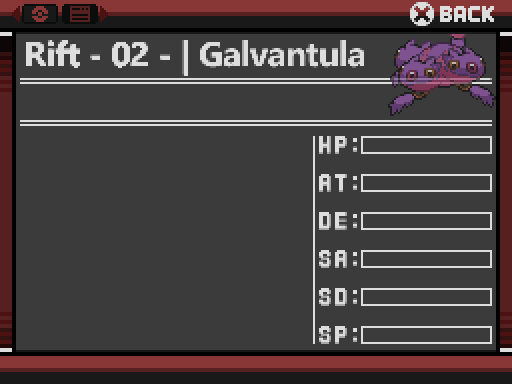 BACK
Rift - 02 - | Galvantula
HP:
AT:
DE:
SA:
SD:
SP: